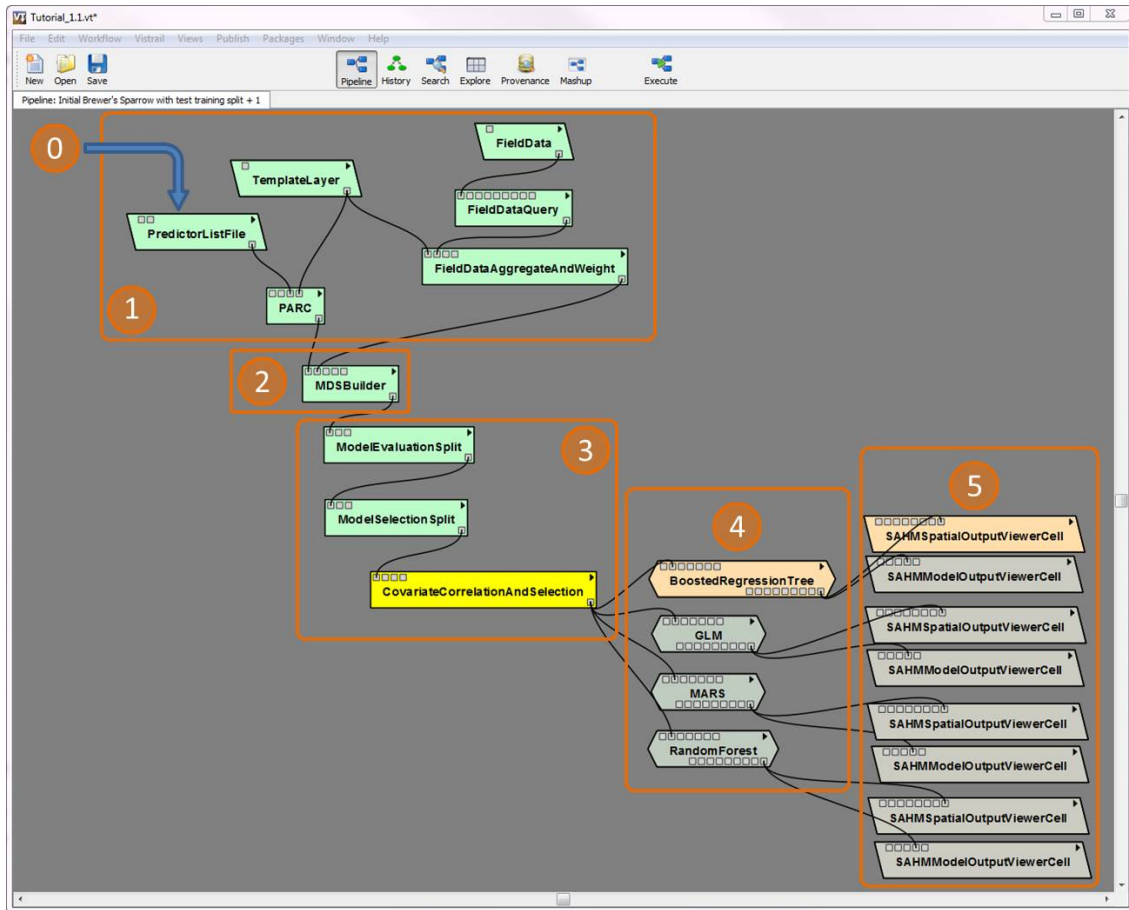 Tutorial_1.1.vt*
File Edit Workflow Vistrail Views Publish Packages Window Help
New Open Save Pipeline History Search Explore Provenance Mashup Execute
Pipeline: Initial Brewer's Sparrow with test training split + 1
0
FieldData
TemplateLayer
FieldDataQuery
PredictorListFile
FieldDataAggregateAndWeight
1
PARC
2
MDSBuilder
3
ModelEvaluationSplit
ModelSelectionSplit
CovariateCorrelationAndSelection
4
BoostedRegressionTree
GLM
MARS
RandomForest
5
SAHMSpatialOutputViewerCell
SAHMModelOutputViewerCell
SAHMSpatialOutputViewerCell
SAHMModelOutputViewerCell
SAHMSpatialOutputViewerCell
SAHMModelOutputViewerCell
SAHMSpatialOutputViewerCell
SAHMModelOutputViewerCell